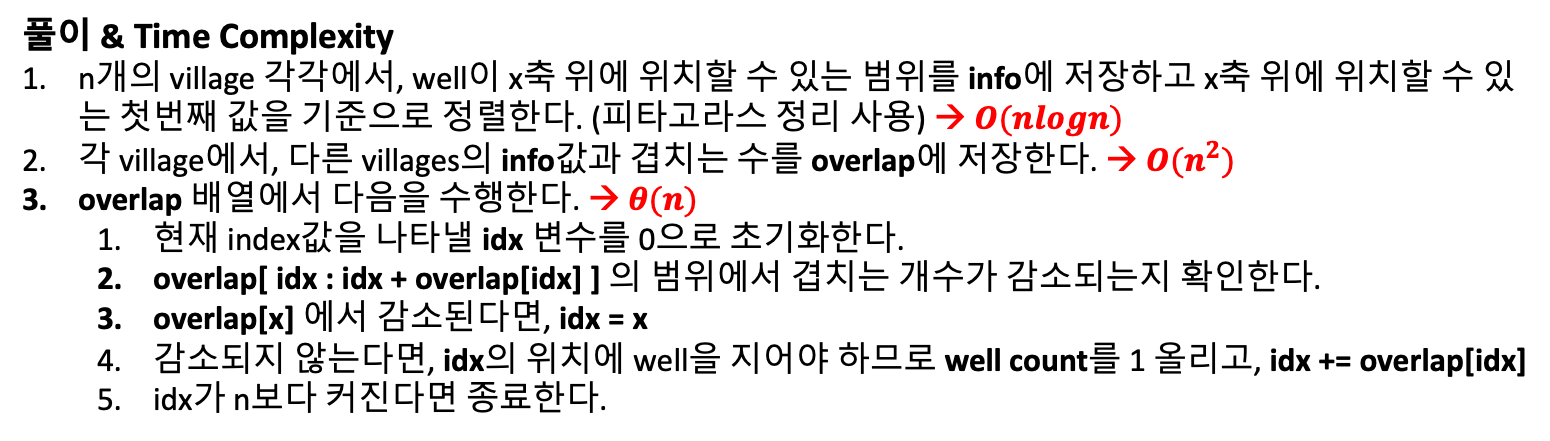 풀이 & Time Complexity
1. n개의 village 각각에서, well이 x축 위에 위치할 수 있는 범위를 info에 저장하고 x축 위에 위치할 수 있
는 첫번째 값을 기준으로 정렬한다. (피타고라스 정리 사용) → O(nlogn)
2. 각 village에서, 다른 villages의 info값과 겹치는 수를 overlap에 저장한다. → O(n²)
3. overlap 배열에서 다음을 수행한다. → θ(n)
1. 현재 index값을 나타낼 idx 변수를 0으로 초기화한다.
2. overlap[ idx : idx + overlap[idx] ] 의 범위에서 겹치는 개수가 감소되는지 확인한다.
3. overlap[x] 에서 감소된다면, idx = x
4. 감소되지 않는다면, idx의 위치에 well을 지어야 하므로 well count를 1 올리고, idx += overlap[idx]
5. idx가 n보다 커진다면 종료한다.